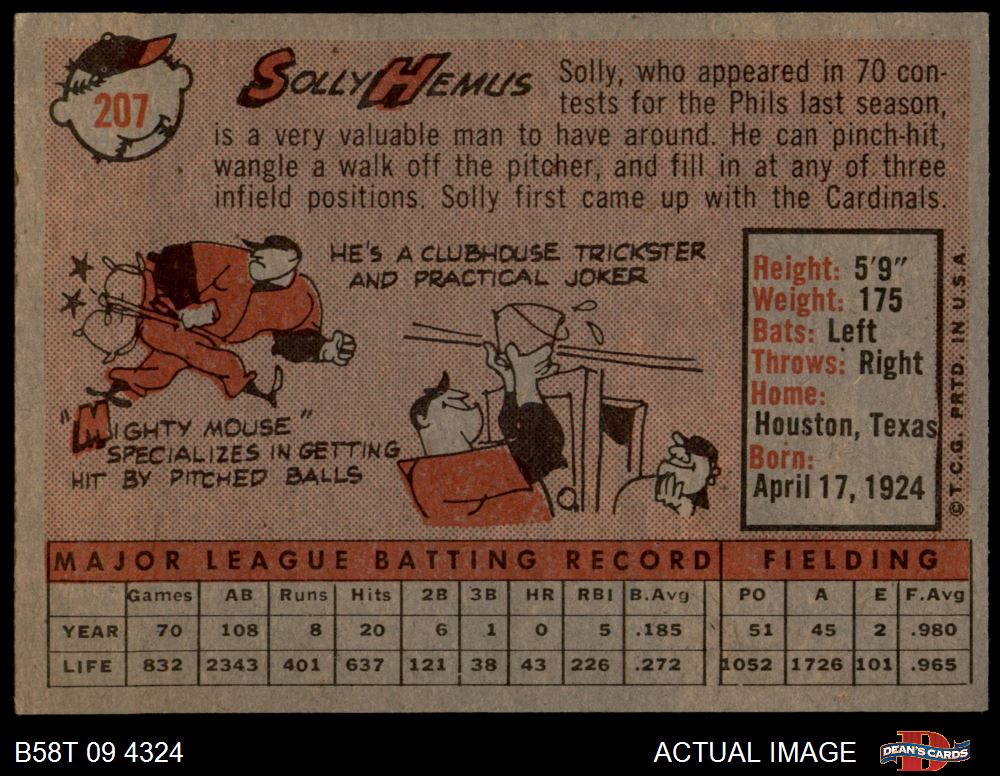 207
SOLLY HEMUS
Solly, who appeared in 70 con-
tests for the Phils last season,
is a very valuable man to have around. He can pinch-hit,
wangle a walk off the pitcher, and fill in at any of three
infield positions. Solly first came up with the Cardinals.
HE'S A CLUBHOUSE TRICKSTER
AND PRACTICAL JOKER
"MIGHTY MOUSE"
SPECIALIZES IN GETTING
HIT BY PITCHED BALLS
Height: 5'9"
Weight: 175
Bats: Left
Throws: Right
Home:
Houston, Texas
Born:
April 17, 1924
© T.C.G. PRTD. IN U.S.A.
MAJOR LEAGUE BATTING RECORD FIELDING
Games AB Runs Hits 2B 3B HR RBI B.Avg PO A E F.Avg
YEAR 70 108 8 20 6 1 0 5 .185 51 45 2 .980
LIFE 832 2343 401 637 121 38 43 226 .272 1052 1726 101 .965
B58T 09 4324
ACTUAL IMAGE
D
DEAN'S CARDS